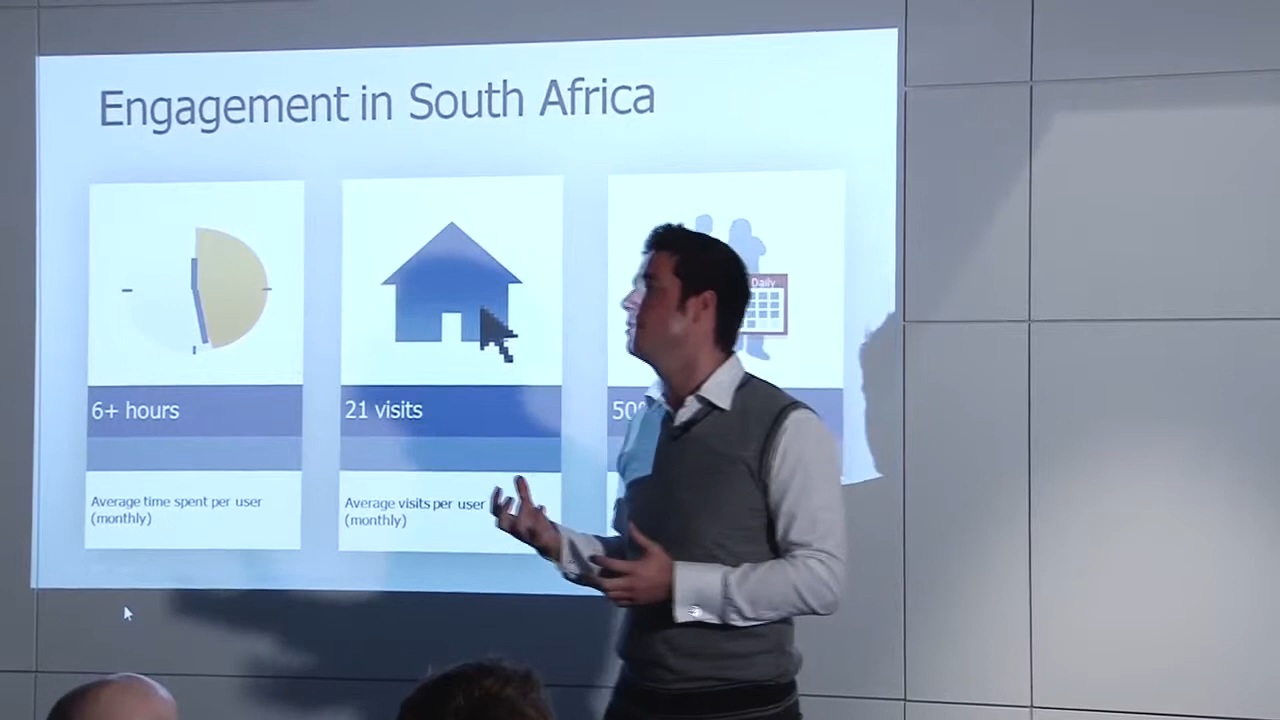 Engagement in South Africa
Daily
6+ hours
21 visits
50
Average time spent per user
(monthly)
Average visits per user
(monthly)